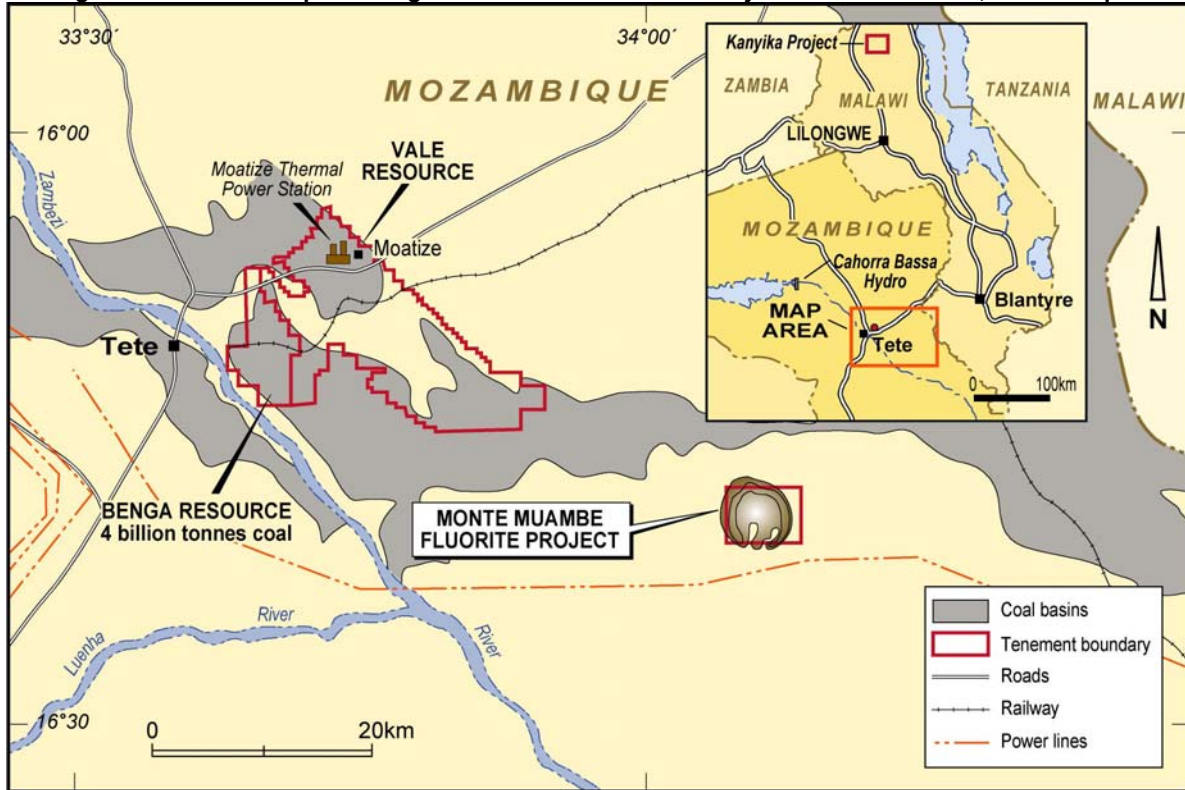 33°30´
34°00´
16°00
16°30´
MOZAMBIQUE
MALAWI
Zambezi
Moatize Thermal
Power Station
VALE
RESOURCE
Moatize
Tete
BENGA RESOURCE
4 billion tonnes coal
MONTE MUAMBE
FLUORITE PROJECT
Luenha
River
River
0
20km
Kanyika Project
ZAMBIA
MALAWI
TANZANIA
LILONGWE
MOZAMBIQUE
Cahorra Bassa
Hydro
MAP
AREA
Tete
Blantyre
0
100km
N
Coal basins
Tenement boundary
Roads
Railway
Power lines